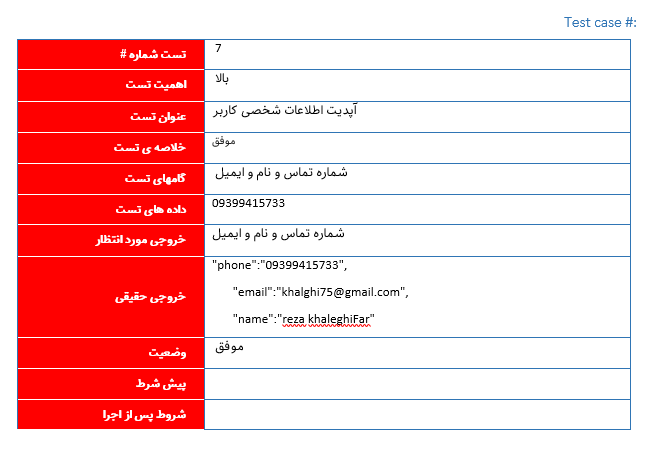 Test case #:
تست شماره # 7
اهمیت تست بالا
عنوان تست آپدیت اطلاعات شخصی کاربر
خلاصه ی تست موفق
گامهای تست شماره تماس و نام و ایمیل
داده های تست 09399415733
خروجی مورد انتظار شماره تماس و نام و ایمیل
خروجی حقیقی "phone":"09399415733",
"email":"khalghi75@gmail.com",
"name":"reza khaleghiFar"
وضعیت موفق
پیش شرط
شروط پس از اجرا